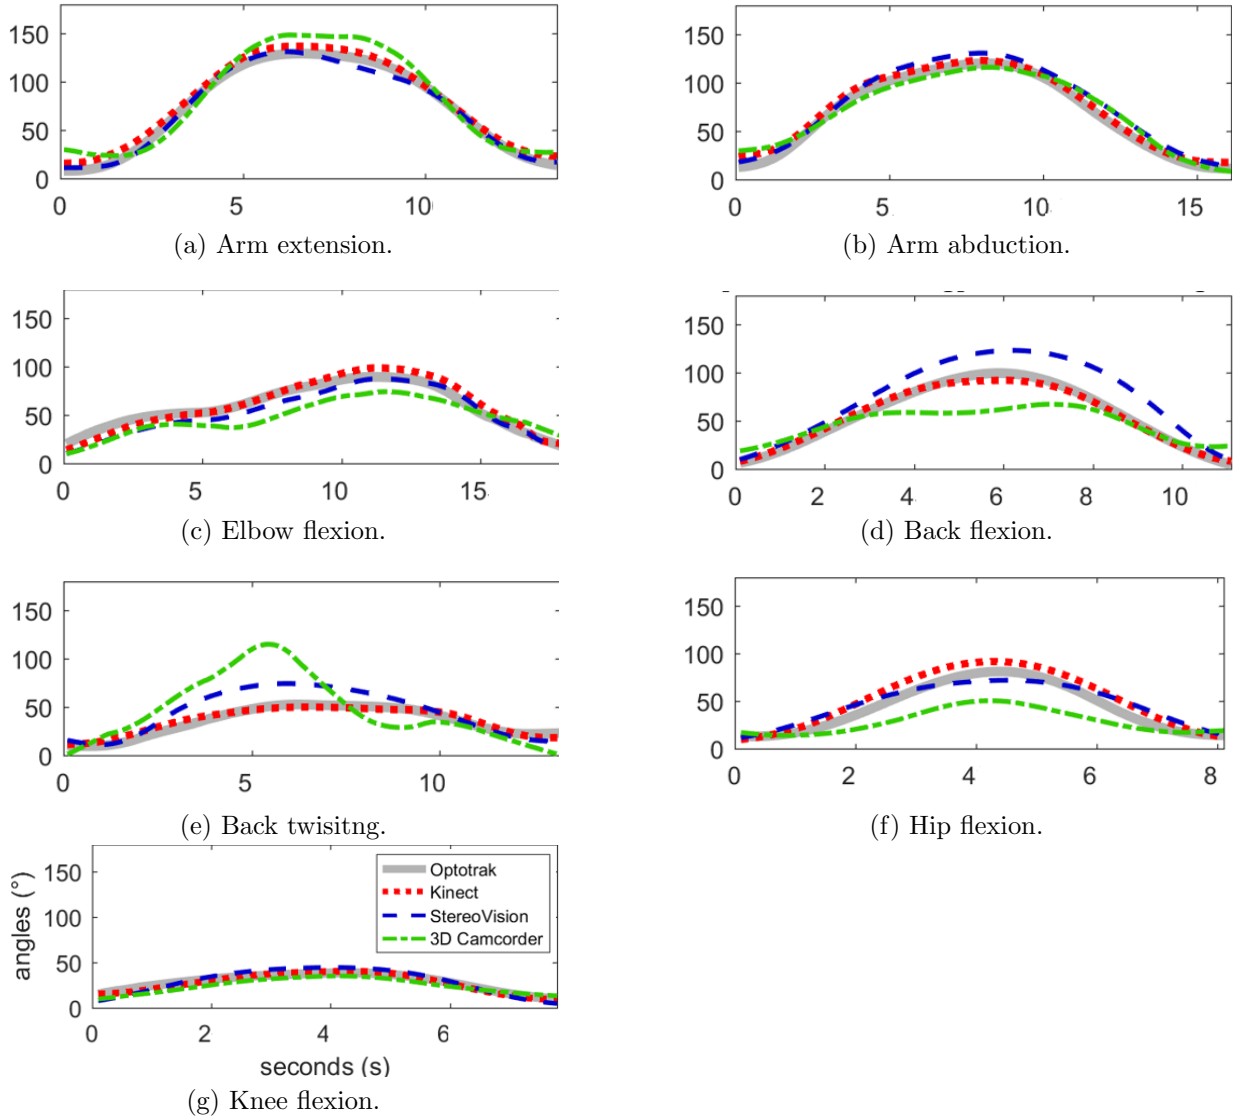 150
100
50
0
0 5 10
(a) Arm extension.
150
100
50
0
0 5 10 15
(b) Arm abduction.
150
100
50
0
0 5 10 15
(c) Elbow flexion.
150
100
50
0
0 2 4 6 8 10
(d) Back flexion.
150
100
50
0
0 5 10
(e) Back twisitng.
150
100
50
0
0 2 4 6 8
(f) Hip flexion.
angles (°)
150
100
50
0
Optotrak
Kinect
StereoVision
3D Camcorder
0 2 4 6
seconds (s)
(g) Knee flexion.